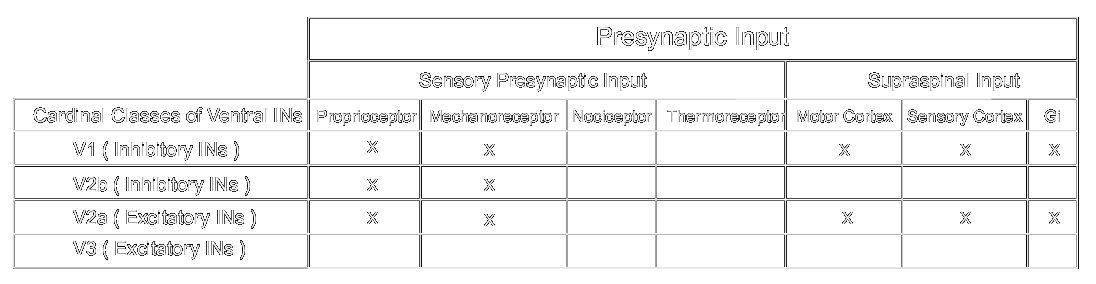 Presynaptic Input
Sensory Presynaptic Input Supraspinal Input
Cardinal Classes of Ventral INs Proprioceptor Mechanoreceptor Nociceptor Thermoreceptor Motor Cortex Sensory Cortex Gi
V1 ( Inhibitory INs ) X X X X X
V2b ( Inhibitory INs ) X X
V2a ( Excitatory INs ) X X X X X
V3 ( Excitatory INs )